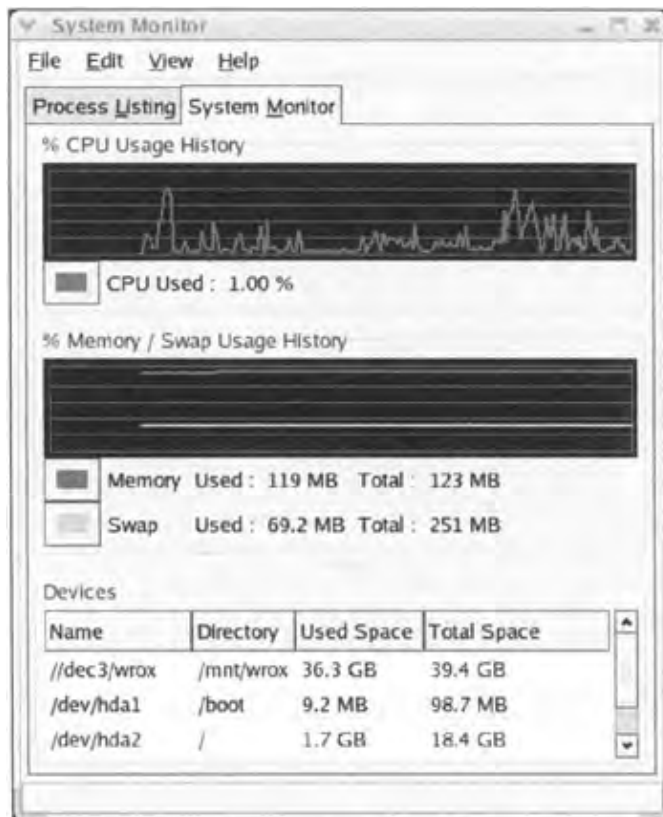 System Monitor
File Edit View Help
Process Listing System Monitor
% CPU Usage History
CPU Used : 1.00 %
% Memory / Swap Usage History
Memory Used : 119 MB Total : 123 MB
Swap Used : 69.2 MB Total : 251 MB
Devices
Name Directory Used Space Total Space
//dec3/wrox /mnt/wrox 36.3 GB 39.4 GB
/dev/hda1 /boot 9.2 MB 98.7 MB
/dev/hda2 / 1.7 GB 18.4 GB